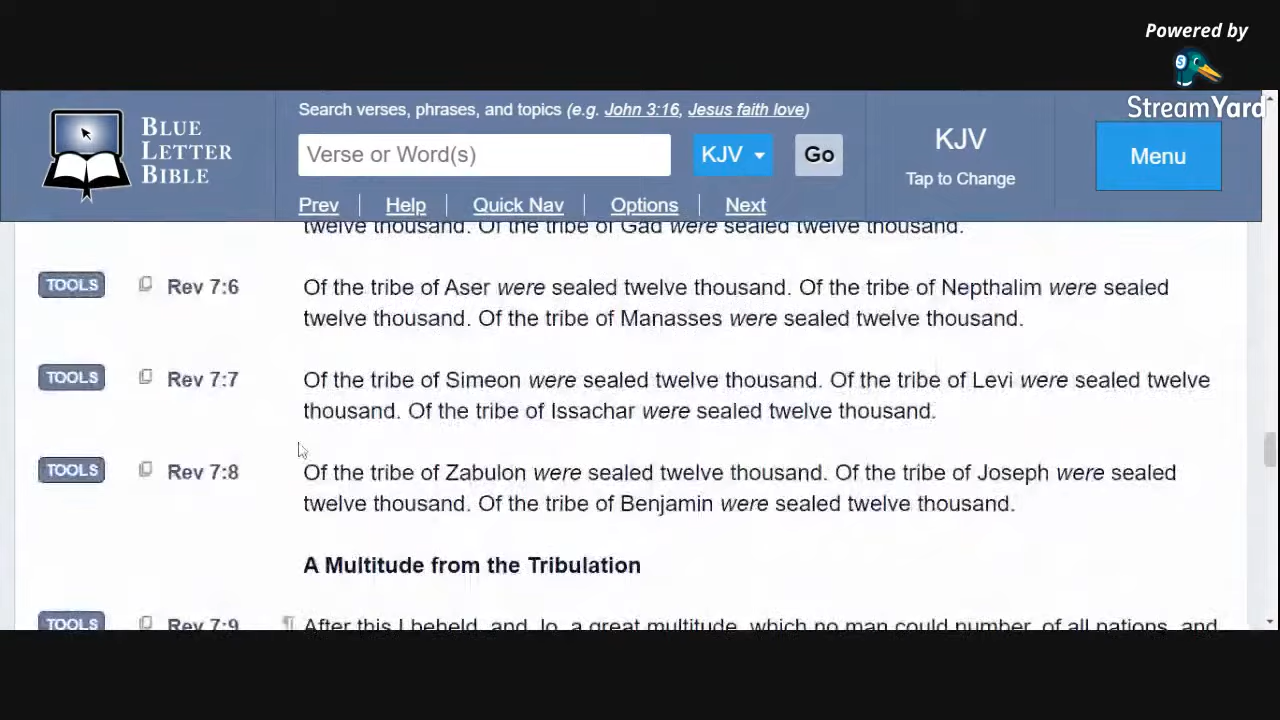 Powered by
StreamYard
BLUE
LETTER
BIBLE
Search verses, phrases, and topics (e.g. John 3:16, Jesus faith love)
Verse or Word(s)
KJV
Go
KJV
Tap to Change
Menu
Prev
Help
Quick Nav
Options
Next
twelve thousand. Of the tribe of Gad were sealed twelve thousand.
TOOLS Rev 7:6 Of the tribe of Aser were sealed twelve thousand. Of the tribe of Nepthalim were sealed
twelve thousand. Of the tribe of Manasses were sealed twelve thousand.
TOOLS Rev 7:7 Of the tribe of Simeon were sealed twelve thousand. Of the tribe of Levi were sealed twelve
thousand. Of the tribe of Issachar were sealed twelve thousand.
TOOLS Rev 7:8 Of the tribe of Zabulon were sealed twelve thousand. Of the tribe of Joseph were sealed
twelve thousand. Of the tribe of Benjamin were sealed twelve thousand.
A Multitude from the Tribulation
TOOLS Rev 7:9 ¶ After this I beheld, and, lo, a great multitude, which no man could number, of all nations, and